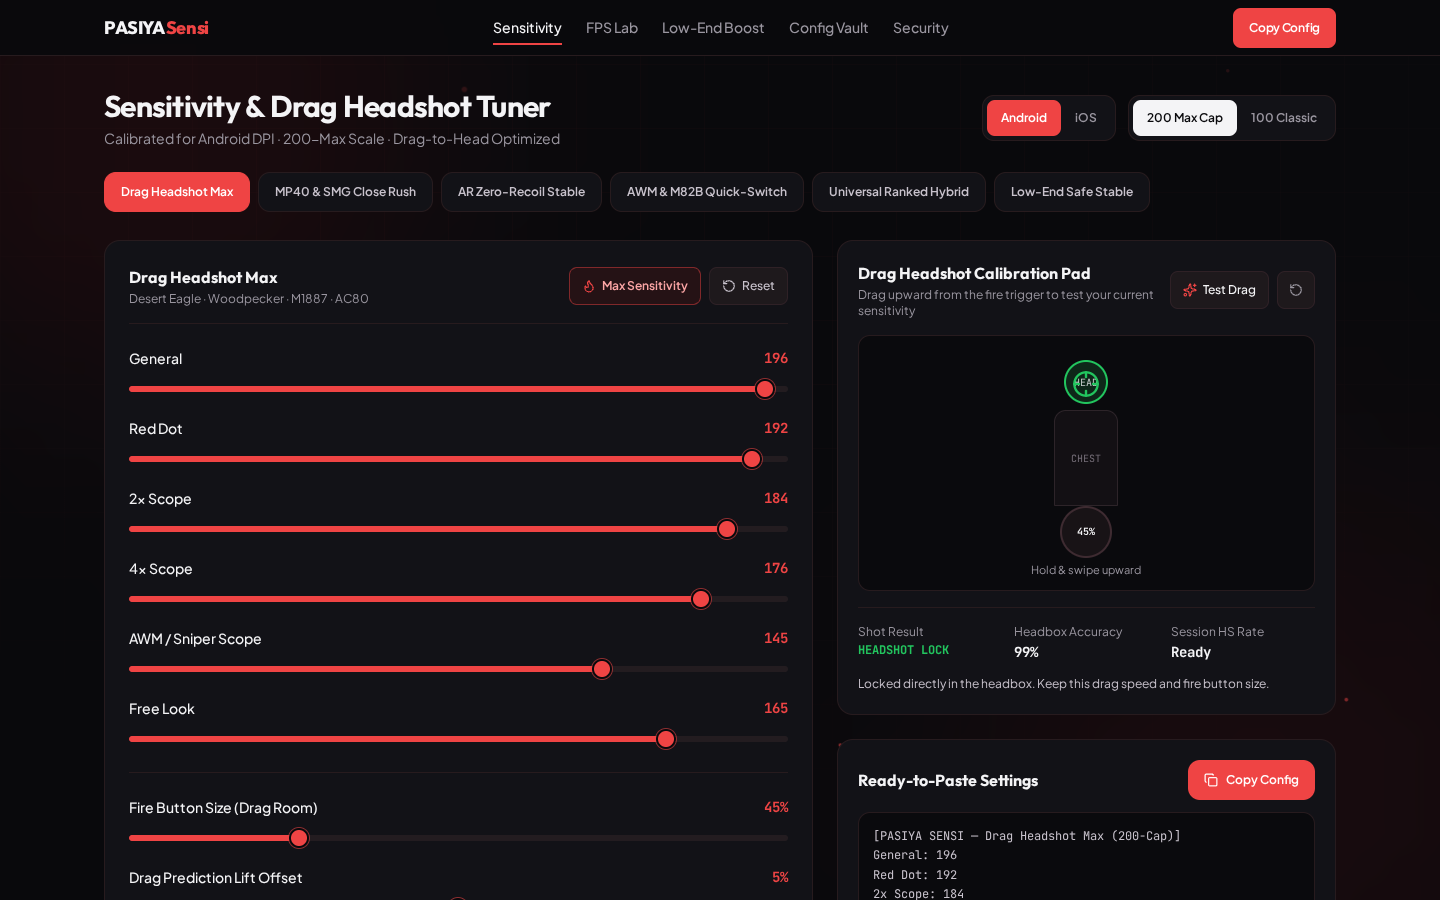 PASIYA Sensi
Sensitivity
FPS Lab
Low-End Boost
Config Vault
Security
Copy Config
Sensitivity & Drag Headshot Tuner
Calibrated for Android DPI · 200–Max Scale · Drag-to-Head Optimized
Android
iOS
200 Max Cap
100 Classic
Drag Headshot Max
MP40 & SMG Close Rush
AR Zero-Recoil Stable
AWM & M82B Quick-Switch
Universal Ranked Hybrid
Low-End Safe Stable
Drag Headshot Max
Desert Eagle · Woodpecker · M1887 · AC80
Max Sensitivity
Reset
General 196
Red Dot 192
2x Scope 184
4x Scope 176
AWM / Sniper Scope 145
Free Look 165
Fire Button Size (Drag Room) 45%
Drag Prediction Lift Offset 5%
Drag Headshot Calibration Pad
Drag upward from the fire trigger to test your current
sensitivity
Test Drag
HEAD
CHEST
45%
Hold & swipe upward
Shot Result
HEADSHOT LOCK
Headbox Accuracy
99%
Session HS Rate
Ready
Locked directly in the headbox. Keep this drag speed and fire button size.
Ready-to-Paste Settings
Copy Config
[PASIYA SENSI — Drag Headshot Max (200-Cap)]
General: 196
Red Dot: 192
2x Scope: 184